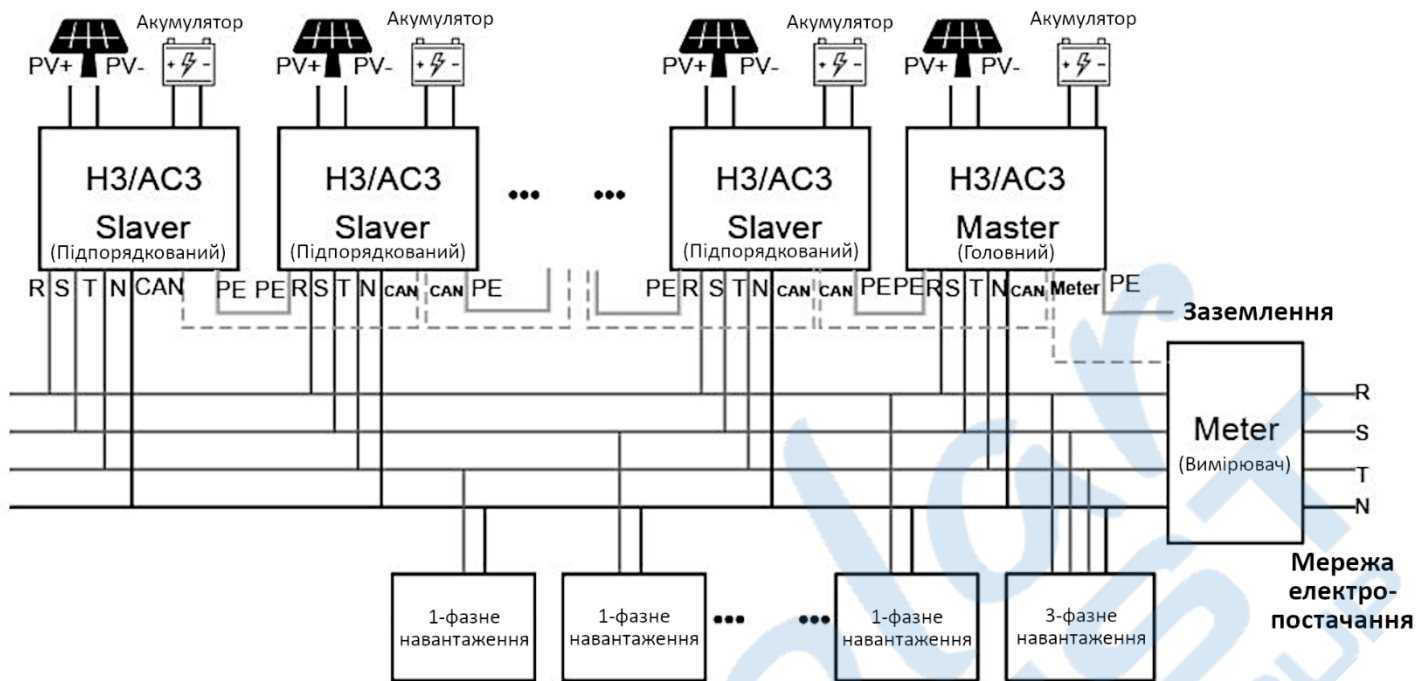 Акумулятор
Акумулятор
Акумулятор
Акумулятор
PV+ PV- + -
PV+ PV- + -
PV+ PV- + -
PV+ PV- + -
H3/AC3
Slaver
(Підпорядкований)
H3/AC3
Slaver
(Підпорядкований)
••• •••
H3/AC3
Slaver
(Підпорядкований)
H3/AC3
Master
(Головний)
R S T N CAN PE PE R S T N CAN CAN PE PE R S T N CAN CAN PE PE R S T N CAN Meter PE
Заземлення
Meter
(Вимірювач)
R
S
T
N
Мережа
електро-
постачання
1-фазне
навантаження
1-фазне
навантаження
••• •••
1-фазне
навантаження
3-фазне
навантаження